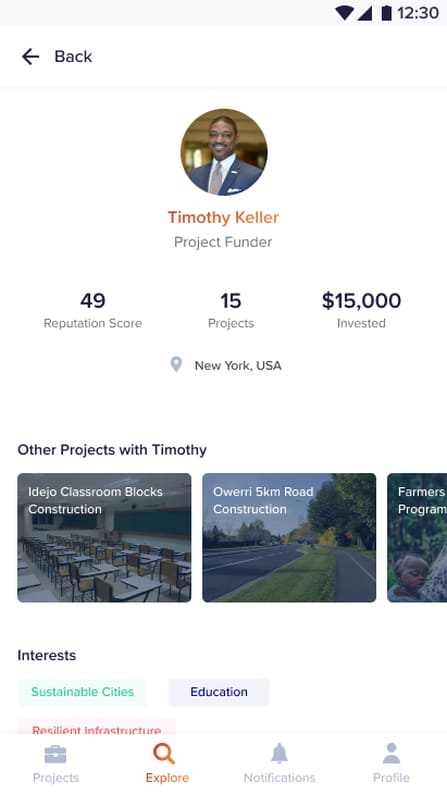 12:30
Back
Timothy Keller
Project Funder
49
15
$15,000
Reputation Score
Projects
Invested
New York, USA
Other Projects with Timothy
Idejo Classroom Blocks
Construction
Owerri 5km Road
Construction
Farmers
Program
Interests
Sustainable Cities
Education
Resilient Infrastructure
Projects
Explore
Notifications
Profile